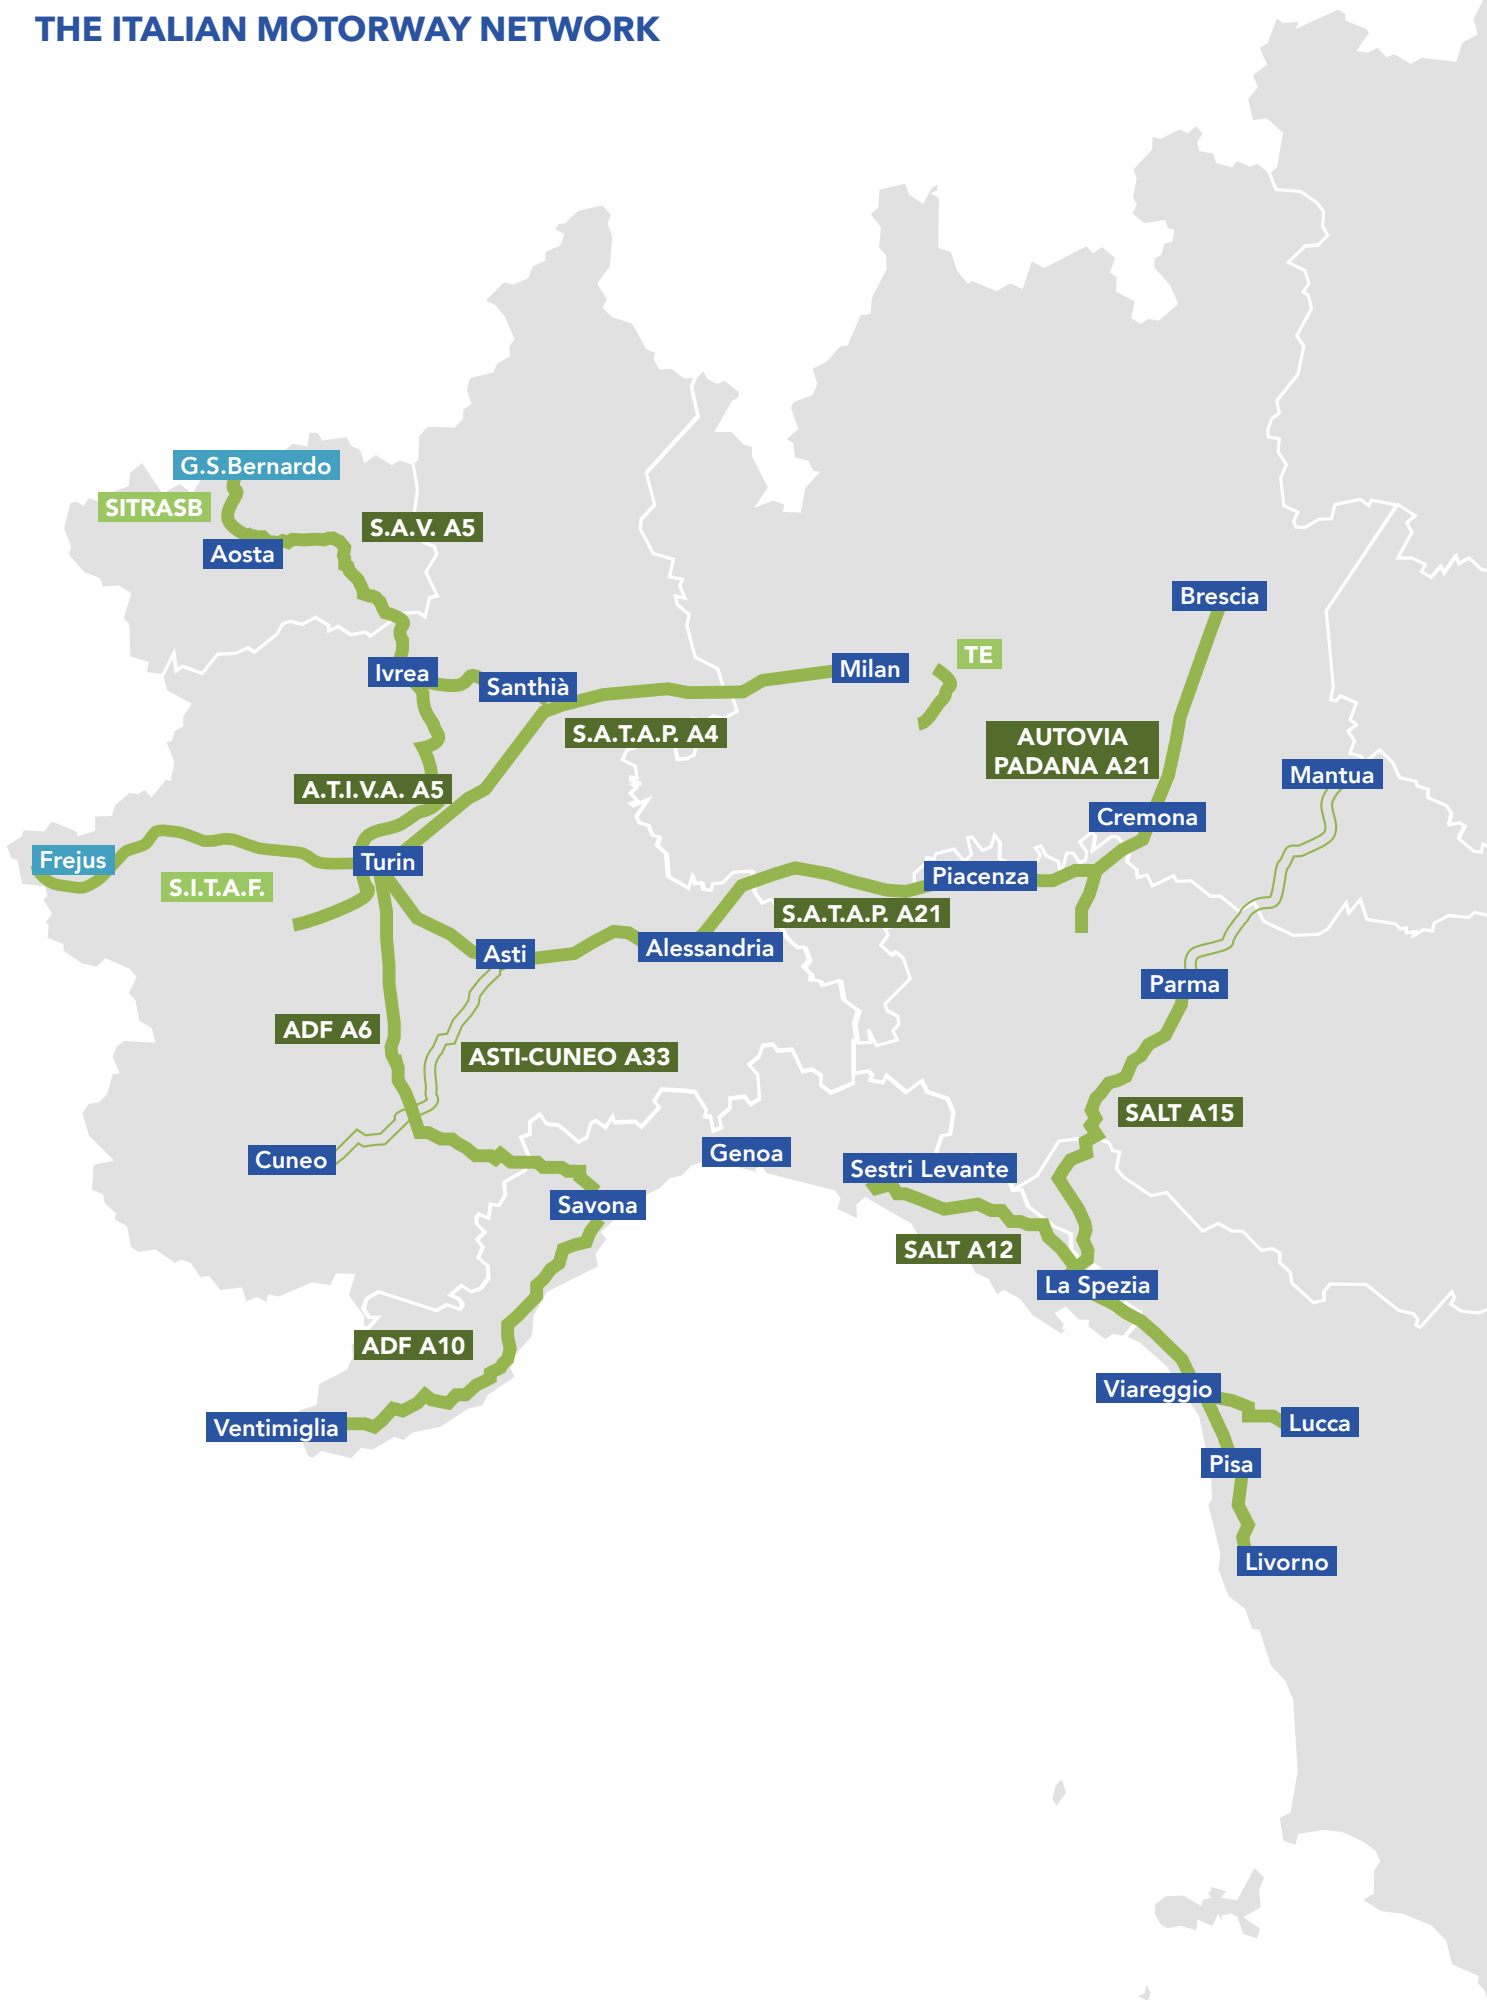 THE ITALIAN MOTORWAY NETWORK
G.S.Bernardo
SITRASB
S.A.V. A5
Aosta
Brescia
Ivrea
Santhià
Milan
TE
S.A.T.A.P. A4
AUTOVIA
PADANA A21
Mantua
A.T.I.V.A. A5
Cremona
Frejus
Turin
S.I.T.A.F.
Piacenza
S.A.T.A.P. A21
Asti
Alessandria
Parma
ADF A6
ASTI-CUNEO A33
SALT A15
Cuneo
Genoa
Sestri Levante
Savona
SALT A12
La Spezia
ADF A10
Viareggio
Ventimiglia
Lucca
Pisa
Livorno